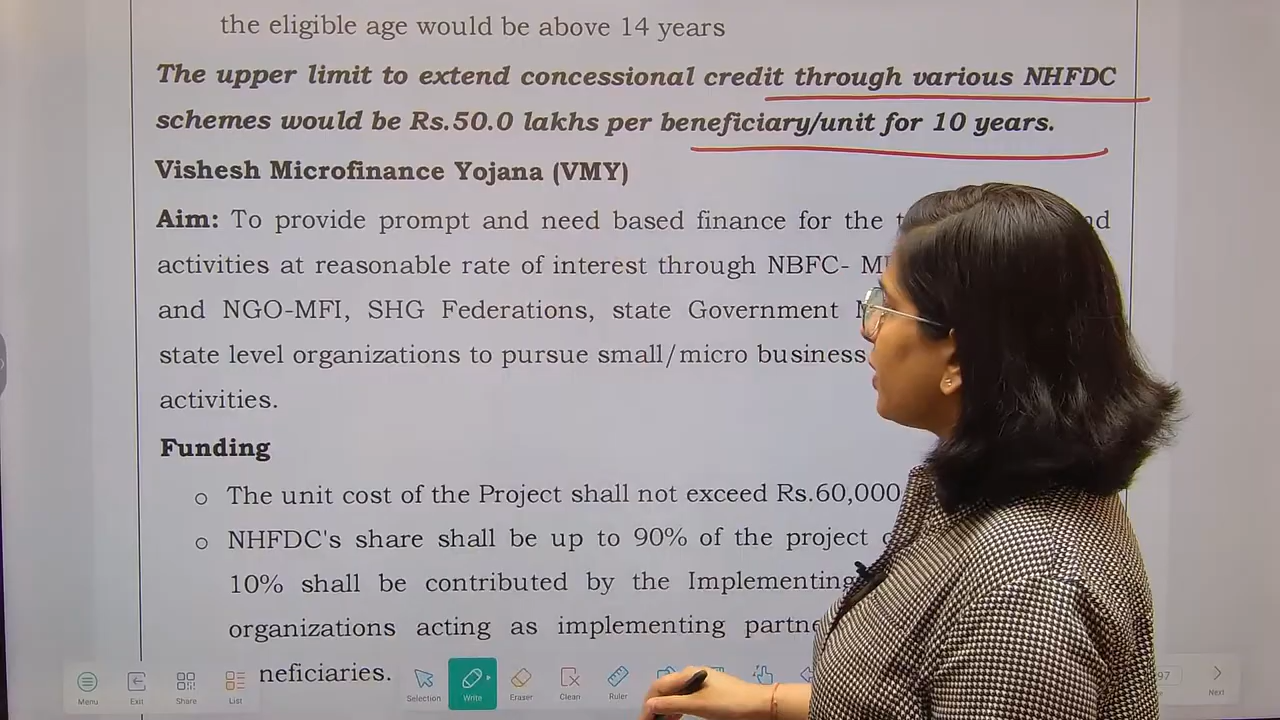 the eligible age would be above 14 years
The upper limit to extend concessional credit through various NHFDC
schemes would be Rs.50.0 lakhs per beneficiary/unit for 10 years.
Vishesh Microfinance Yojana (VMY)
Aim: To provide prompt and need based finance for the
activities at reasonable rate of interest through NBFC-
and NGO-MFI, SHG Federations, state Government
state level organizations to pursue small/micro business
activities.
Funding
The unit cost of the Project shall not exceed Rs.60,000
NHFDC's share shall be up to 90% of the project
10% shall be contributed by the Implementing
organizations acting as implementing
neficiaries.
Menu Exit Share List Selection Write Eraser Clean Ruler 97 Next